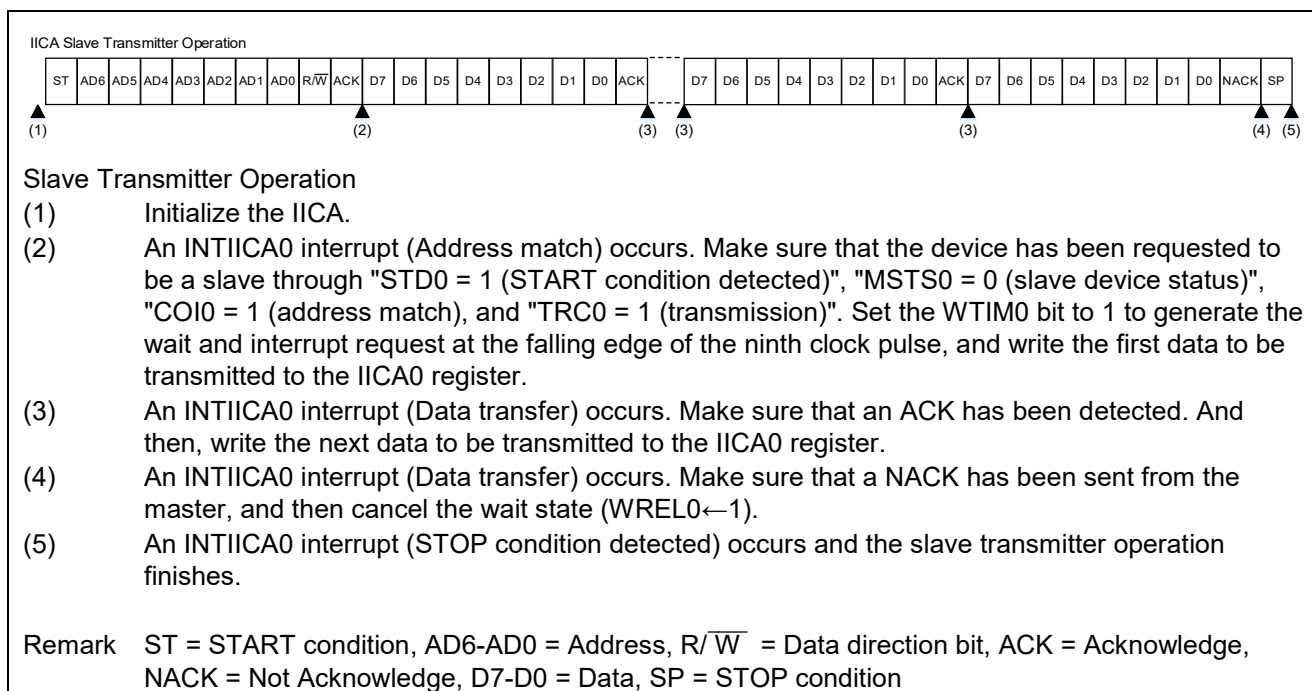 IICA Slave Transmitter Operation
ST AD6 AD5 AD4 AD3 AD2 AD1 AD0 R/W̅ ACK D7 D6 D5 D4 D3 D2 D1 D0 ACK D7 D6 D5 D4 D3 D2 D1 D0 ACK D7 D6 D5 D4 D3 D2 D1 D0 NACK SP
(1) (2) (3) (3) (3) (4) (5)
Slave Transmitter Operation
(1) Initialize the IICA.
(2) An INTIICA0 interrupt (Address match) occurs. Make sure that the device has been requested to
be a slave through "STD0 = 1 (START condition detected)", "MSTS0 = 0 (slave device status)",
"COI0 = 1 (address match), and "TRC0 = 1 (transmission)". Set the WTIM0 bit to 1 to generate the
wait and interrupt request at the falling edge of the ninth clock pulse, and write the first data to be
transmitted to the IICA0 register.
(3) An INTIICA0 interrupt (Data transfer) occurs. Make sure that an ACK has been detected. And
then, write the next data to be transmitted to the IICA0 register.
(4) An INTIICA0 interrupt (Data transfer) occurs. Make sure that a NACK has been sent from the
master, and then cancel the wait state (WREL0←1).
(5) An INTIICA0 interrupt (STOP condition detected) occurs and the slave transmitter operation
finishes.
Remark ST = START condition, AD6-AD0 = Address, R/W̅ = Data direction bit, ACK = Acknowledge,
NACK = Not Acknowledge, D7-D0 = Data, SP = STOP condition